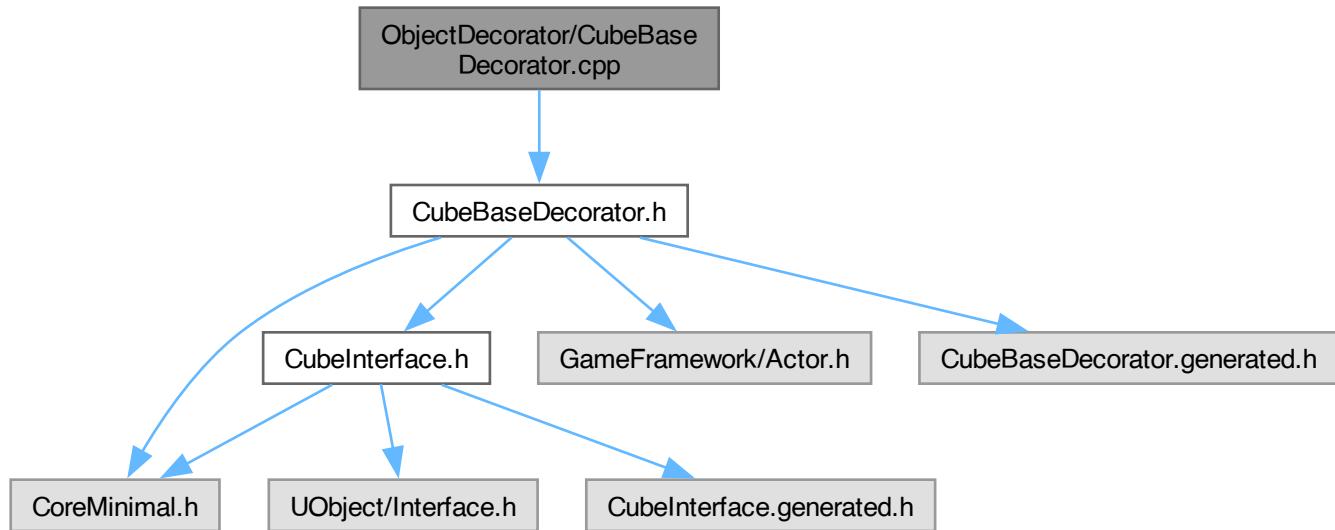 ObjectDecorator/CubeBase
Decorator.cpp
CubeBaseDecorator.h
CubeInterface.h
GameFramework/Actor.h
CubeBaseDecorator.generated.h
CoreMinimal.h
UObject/Interface.h
CubeInterface.generated.h